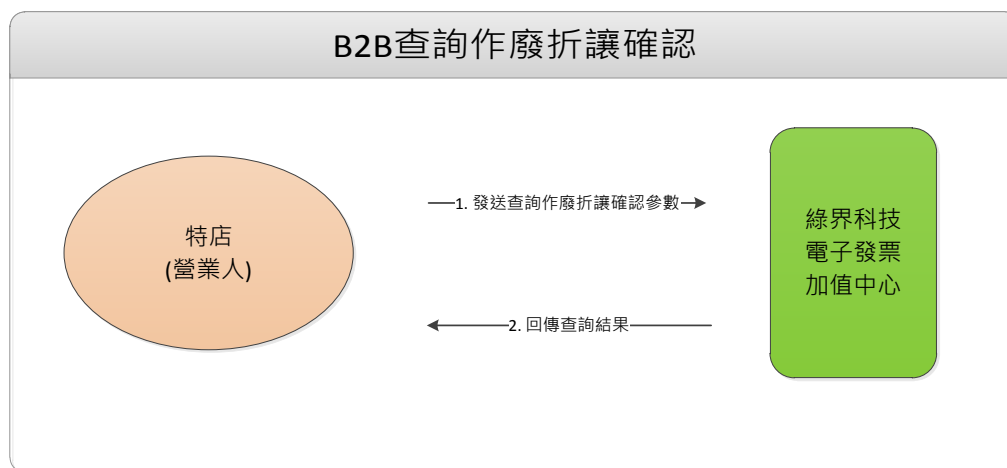 B2B查詢作廢折讓確認
特店
(營業人)
1. 發送查詢作廢折讓確認參數
綠界科技
電子發票
加值中心
2. 回傳查詢結果